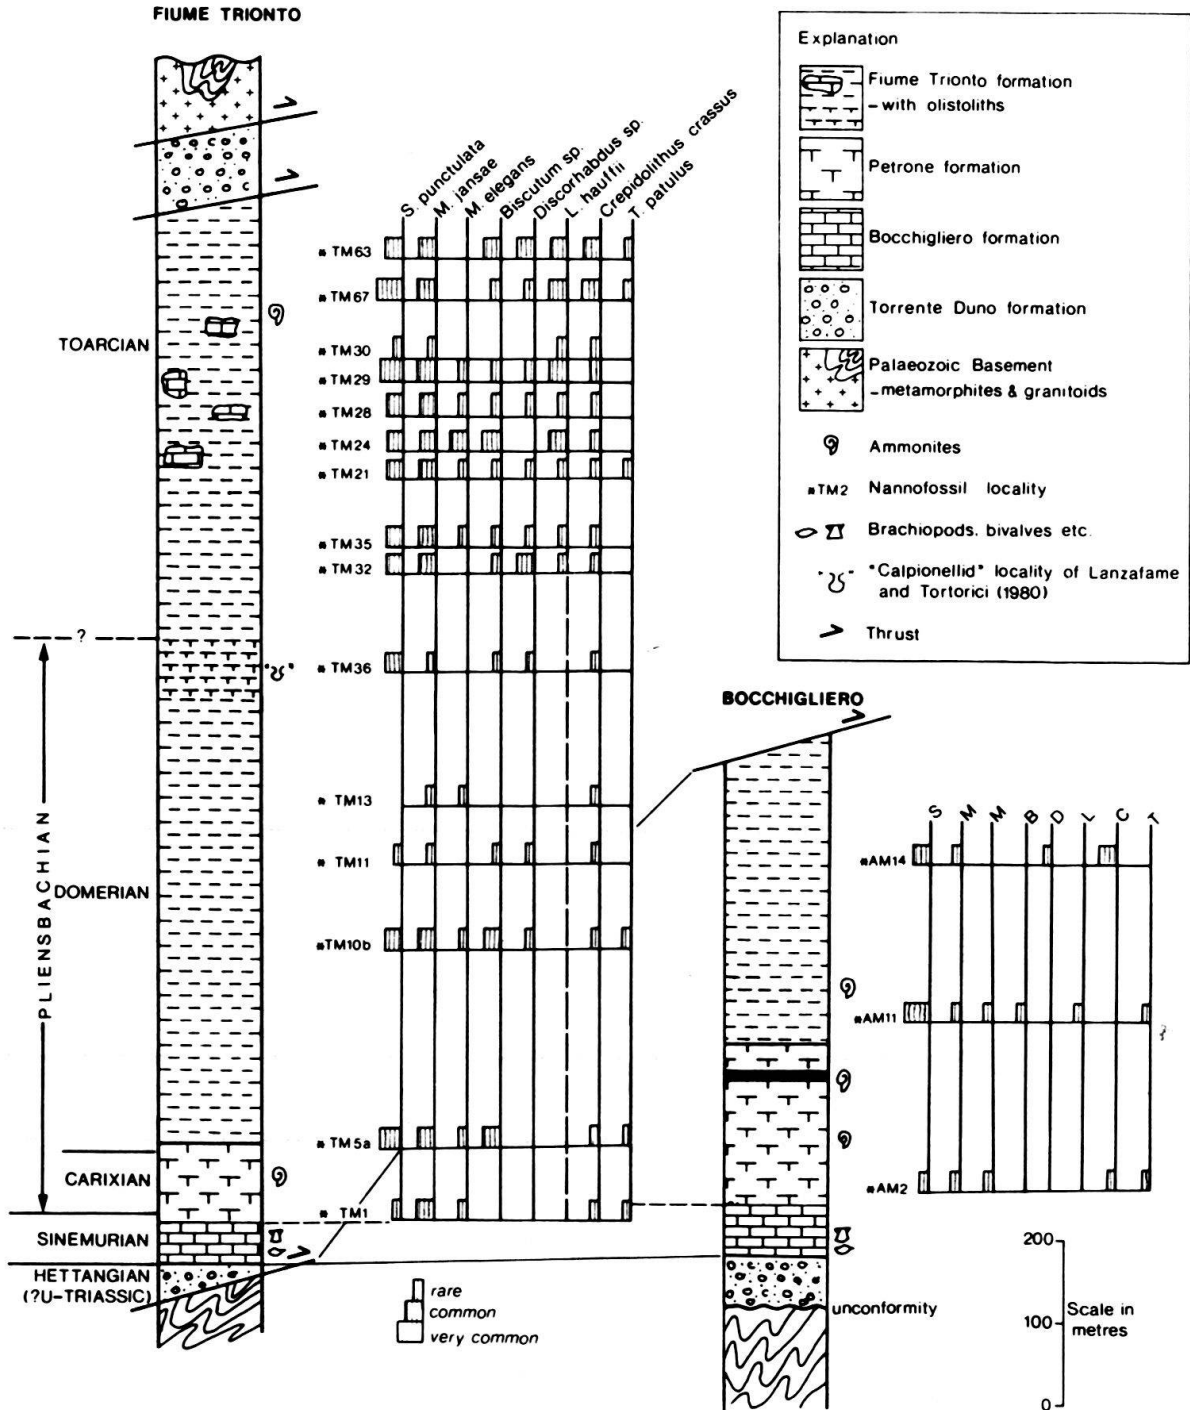 FIUME TRIONTO
S. punctulata
M. jansae
M. elegans
Biscutum sp.
Discorhabdus sp.
L. hauffii
Crepidolithus crassus
T. patulus
*TM63
*TM67
*TM30
*TM29
*TM28
*TM24
*TM21
*TM35
*TM32
*TM36
*TM13
*TM11
*TM10b
*TM5a
*TM1
TOARCIAN
?
PLIENSBACHIAN
DOMERIAN
CARIXIAN
SINEMURIAN
HETTANGIAN
(?U-TRIASSIC)
rare
common
very common
Explanation
Fiume Trionto formation
- with olistoliths
Petrone formation
Bocchigliero formation
Torrente Duno formation
Palaeozoic Basement
- metamorphites & granitoids
Ammonites
*TM2 Nannofossil locality
Brachiopods, bivalves etc.
"Calpionellid" locality of Lanzafame
and Tortorici (1980)
Thrust
BOCCHIGLIERO
S M M B D L C T
*AM14
*AM11
*AM2
unconformity
200
100
0
Scale in
metres